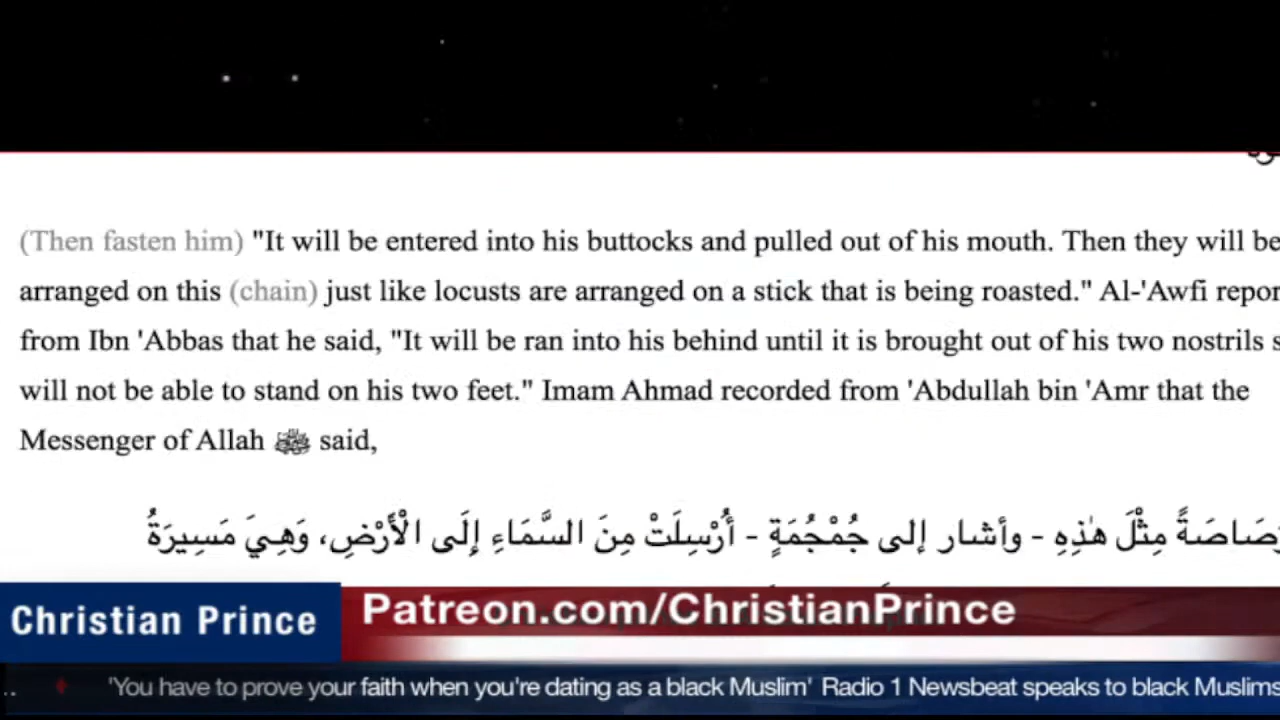 (Then fasten him) "It will be entered into his buttocks and pulled out of his mouth. Then they will be
arranged on this (chain) just like locusts are arranged on a stick that is being roasted." Al-'Awfi repor
from Ibn 'Abbas that he said, "It will be ran into his behind until it is brought out of his two nostrils s
will not be able to stand on his two feet." Imam Ahmad recorded from 'Abdullah bin 'Amr that the
Messenger of Allah ﷺ said,
رَصَاصَةً مِثْلَ هٰذِهِ - وأشار إلى جُمْجُمَةٍ - أُرْسِلَتْ مِنَ السَّمَاءِ إِلَى الْأَرْضِ، وَهِيَ مَسِيرَةُ
Christian Prince
Patreon.com/ChristianPrince
.. 'You have to prove your faith when you're dating as a black Muslim' Radio 1 Newsbeat speaks to black Muslims